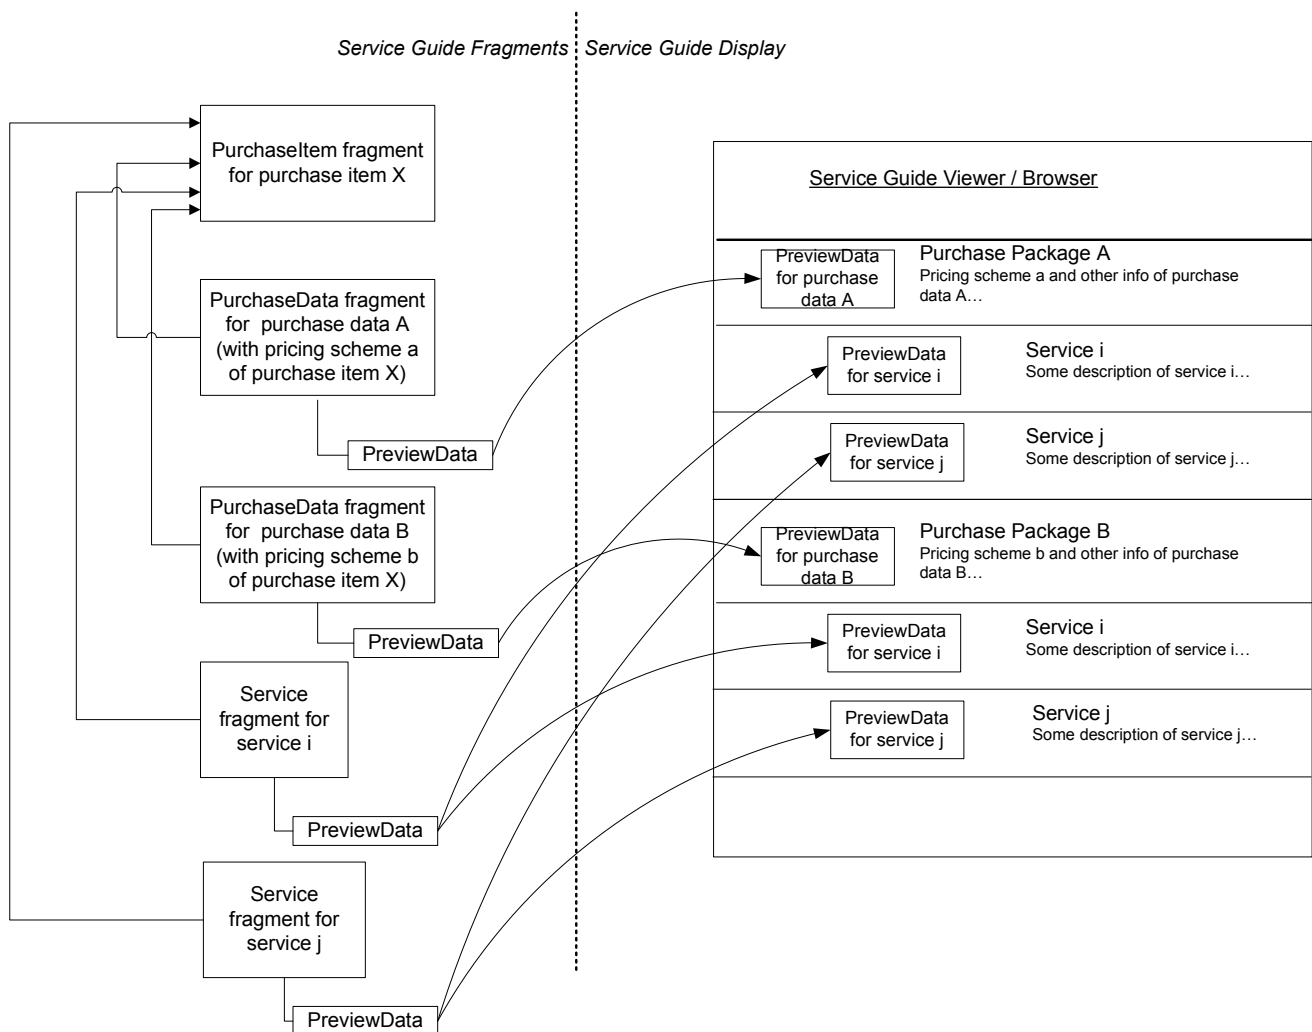 Service Guide Fragments
Service Guide Display
PurchaseItem fragment
for purchase item X
PurchaseData fragment
for purchase data A
(with pricing scheme a
of purchase item X)
PreviewData
PurchaseData fragment
for purchase data B
(with pricing scheme b
of purchase item X)
PreviewData
Service
fragment for
service i
PreviewData
Service
fragment for
service j
PreviewData
Service Guide Viewer / Browser
PreviewData
for purchase
data A
Purchase Package A
Pricing scheme a and other info of purchase
data A…
PreviewData
for service i
Service i
Some description of service i…
PreviewData
for service j
Service j
Some description of service j…
PreviewData
for purchase
data B
Purchase Package B
Pricing scheme b and other info of purchase
data B…
PreviewData
for service i
Service i
Some description of service i…
PreviewData
for service j
Service j
Some description of service j…